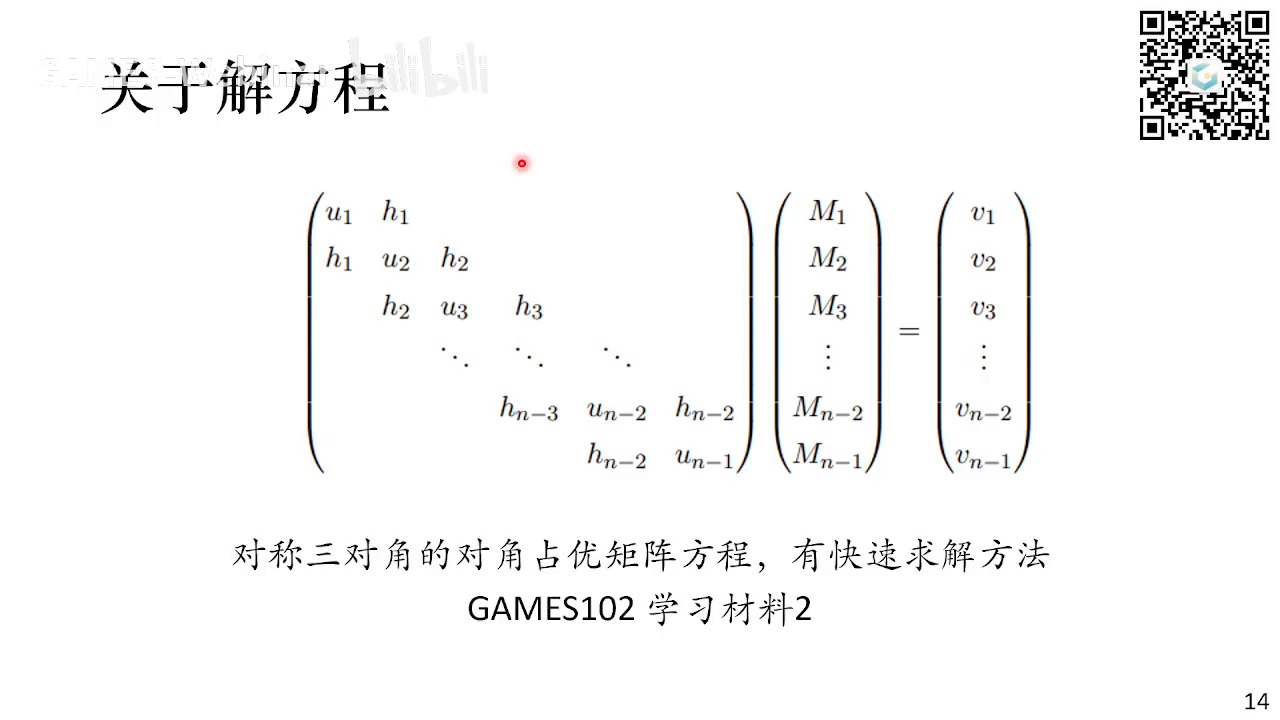 关于解方程
u₁ h₁
h₁ u₂ h₂
h₂ u₃ h₃
⋱ ⋱ ⋱
hₙ₋₃ uₙ₋₂ hₙ₋₂
hₙ₋₂ uₙ₋₁
M₁
M₂
M₃
⋮
Mₙ₋₂
Mₙ₋₁
=
v₁
v₂
v₃
⋮
vₙ₋₂
vₙ₋₁
对称三对角的对角占优矩阵方程，有快速求解方法
GAMES102 学习材料2
14